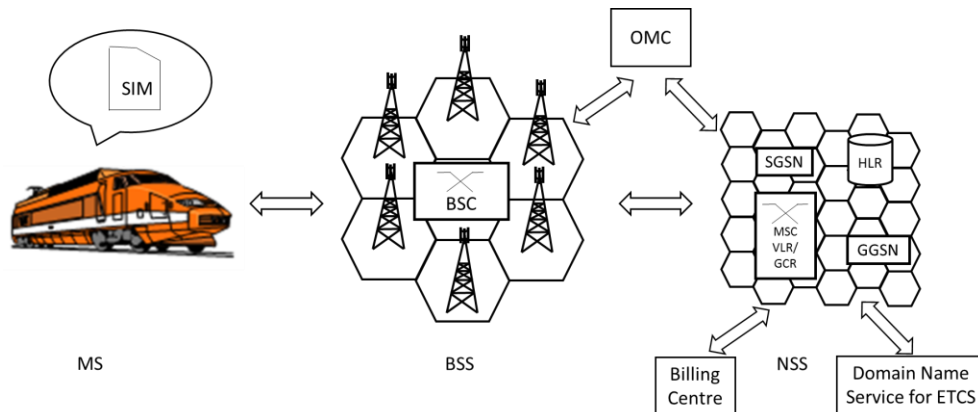 OMC
SIM
SGSN
HLR
BSC
MSC
VLR/
GCR
GGSN
MS
BSS
NSS
Billing
Centre
Domain Name
Service for ETCS